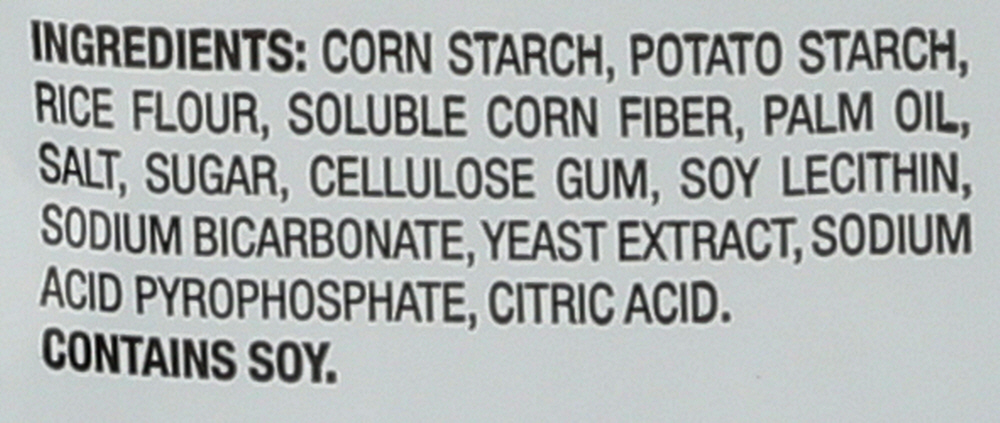 INGREDIENTS: CORN STARCH, POTATO STARCH,
RICE FLOUR, SOLUBLE CORN FIBER, PALM OIL,
SALT, SUGAR, CELLULOSE GUM, SOY LECITHIN,
SODIUM BICARBONATE, YEAST EXTRACT, SODIUM
ACID PYROPHOSPHATE, CITRIC ACID.
CONTAINS SOY.